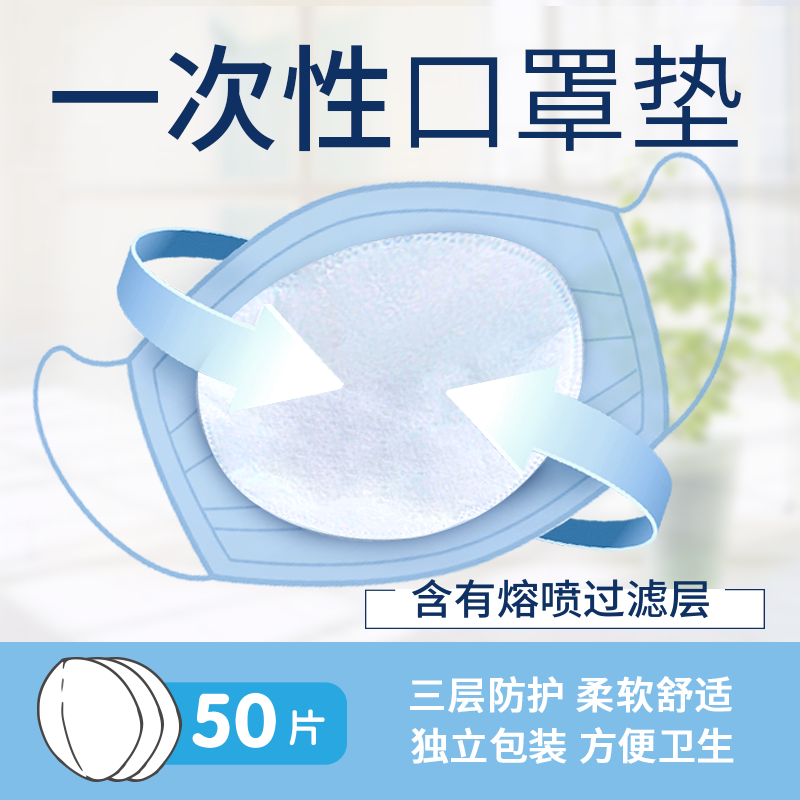 一次性口罩垫
含有熔喷过滤层
50片
三层防护 柔软舒适
独立包装 方便卫生